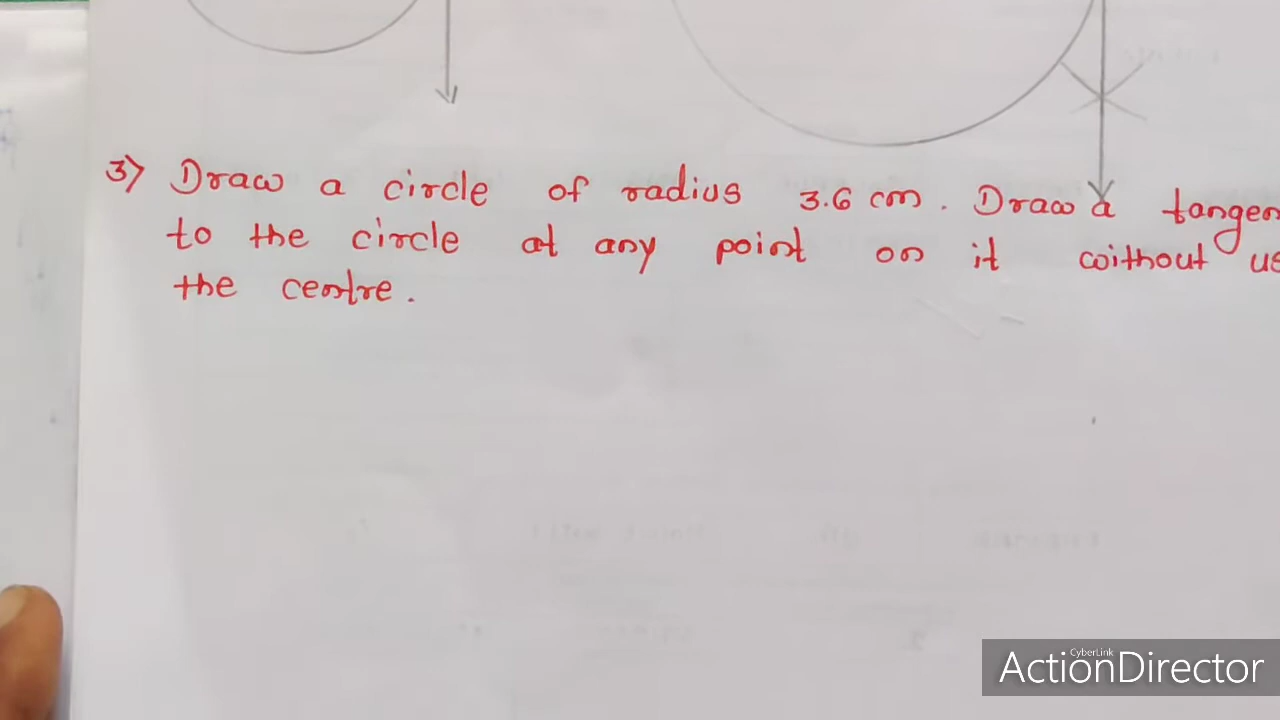 3) Draw a circle of radius 3.6 cm. Draw a tangen
to the circle at any point on it without us
the centre.
CyberLink
ActionDirector